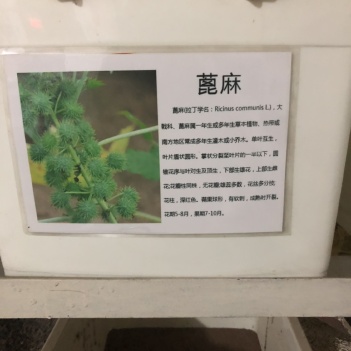 蓖麻
蓖麻(拉丁学名：Ricinus communis L.)，大
戟科、蓖麻属一年生或多年生草本植物，热带或
南方地区常成多年生灌木或小乔木。单叶互生，
叶片盾状圆形。掌状分裂至叶片的一半以下，圆
锥花序与叶对生及顶生，下部生雄花，上部生雌
花;花瓣性同株，无花瓣;雄蕊多数，花丝多分枝;
花柱，深红色。蒴果球形，有软刺，成熟时开裂。
花期5-8月，果期7-10月。